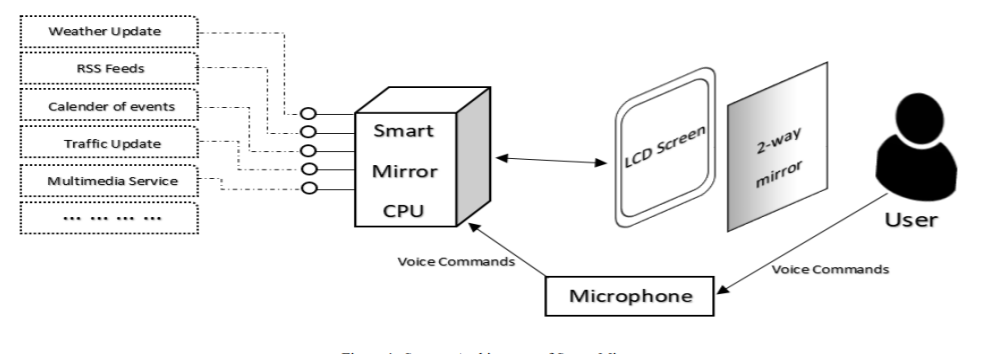 Weather Update
RSS Feeds
Calender of events
Traffic Update
Multimedia Service
... ... ... ...
Smart
Mirror
CPU
LCD Screen
2-way
mirror
User
Voice Commands
Voice Commands
Microphone